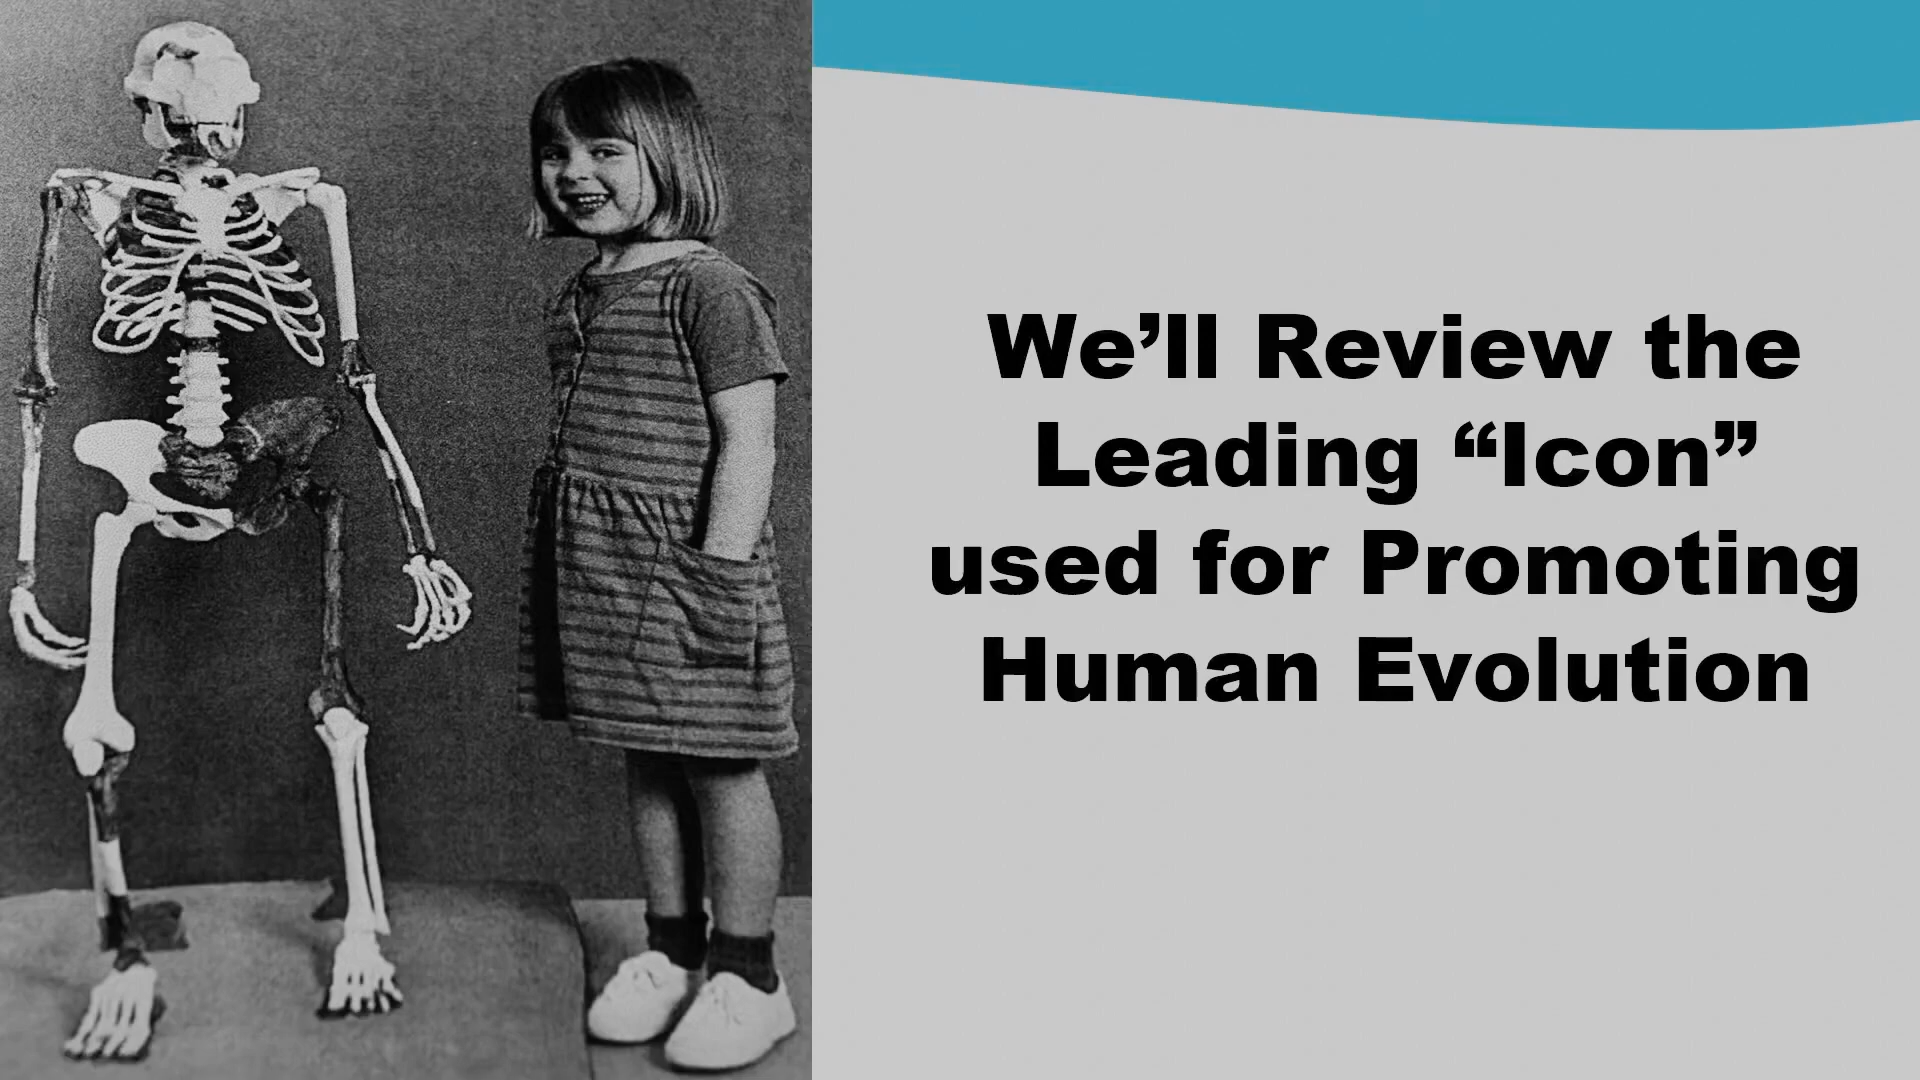 We’ll Review the
Leading “Icon”
used for Promoting
Human Evolution